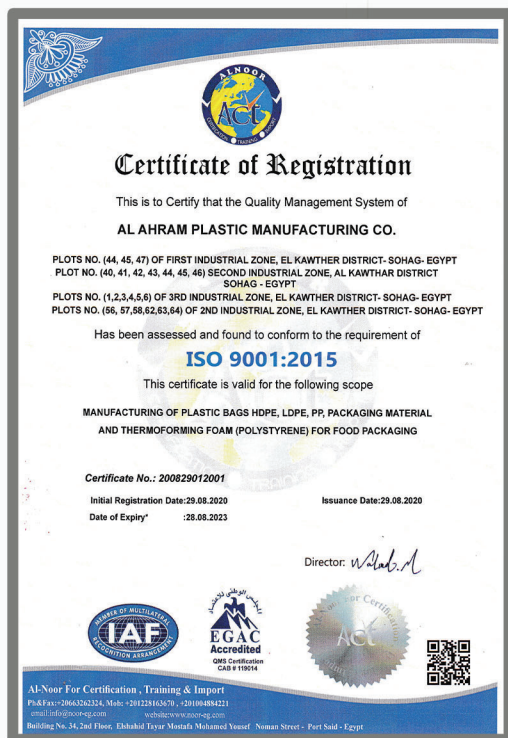 ALNOOR
ACT
CERTIFICATION TRAINING IMPORT
Certificate of Registration
This is to Certify that the Quality Management System of
AL AHRAM PLASTIC MANUFACTURING CO.
PLOTS NO. (44, 45, 47) OF FIRST INDUSTRIAL ZONE, EL KAWTHER DISTRICT- SOHAG- EGYPT
PLOT NO. (40, 41, 42, 43, 44, 45, 46) SECOND INDUSTRIAL ZONE, AL KAWTHAR DISTRICT
SOHAG - EGYPT
PLOTS NO. (1,2,3,4,5,6) OF 3RD INDUSTRIAL ZONE, EL KAWTHER DISTRICT- SOHAG- EGYPT
PLOTS NO. (56, 57,58,62,63,64) OF 2ND INDUSTRIAL ZONE, EL KAWTHER DISTRICT- SOHAG- EGYPT
Has been assessed and found to conform to the requirement of
ISO 9001:2015
This certificate is valid for the following scope
MANUFACTURING OF PLASTIC BAGS HDPE, LDPE, PP, PACKAGING MATERIAL
AND THERMOFORMING FOAM (POLYSTYRENE) FOR FOOD PACKAGING
Certificate No.: 200829012001
Initial Registration Date:29.08.2020 Issuance Date:29.08.2020
Date of Expiry* :28.08.2023
Director:
MEMBER OF MULTILATERAL
IAF
RECOGNITION ARRANGEMENT
المجلس الوطني للاعتماد
EGAC
Accredited
QMS Certification
CAB # 119014
ACT
Al-Noor For Certification , Training & Import
Ph&Fax:+20663262324, Mob: +201228163670 , +201004884221
email:info@noor-eg.com website:www.noor-eg.com
Building No. 34, 2nd Floor, Elshahid Tayar Mostafa Mohamed Yousef Noman Street - Port Said - Egypt